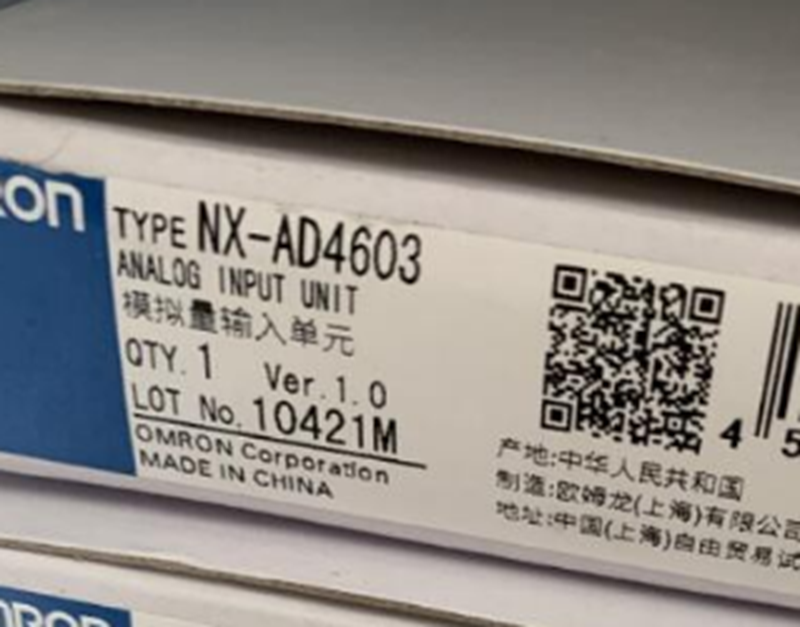 ron
TYPE NX-AD4603
ANALOG INPUT UNIT
模拟量输入单元
QTY. 1 Ver.1.0
LOT No. 10421M
OMRON Corporation
MADE IN CHINA
4 5
产地:中华人民共和国
制造:欧姆龙(上海)有限公司
地址:中国(上海)自由贸易试
MRON